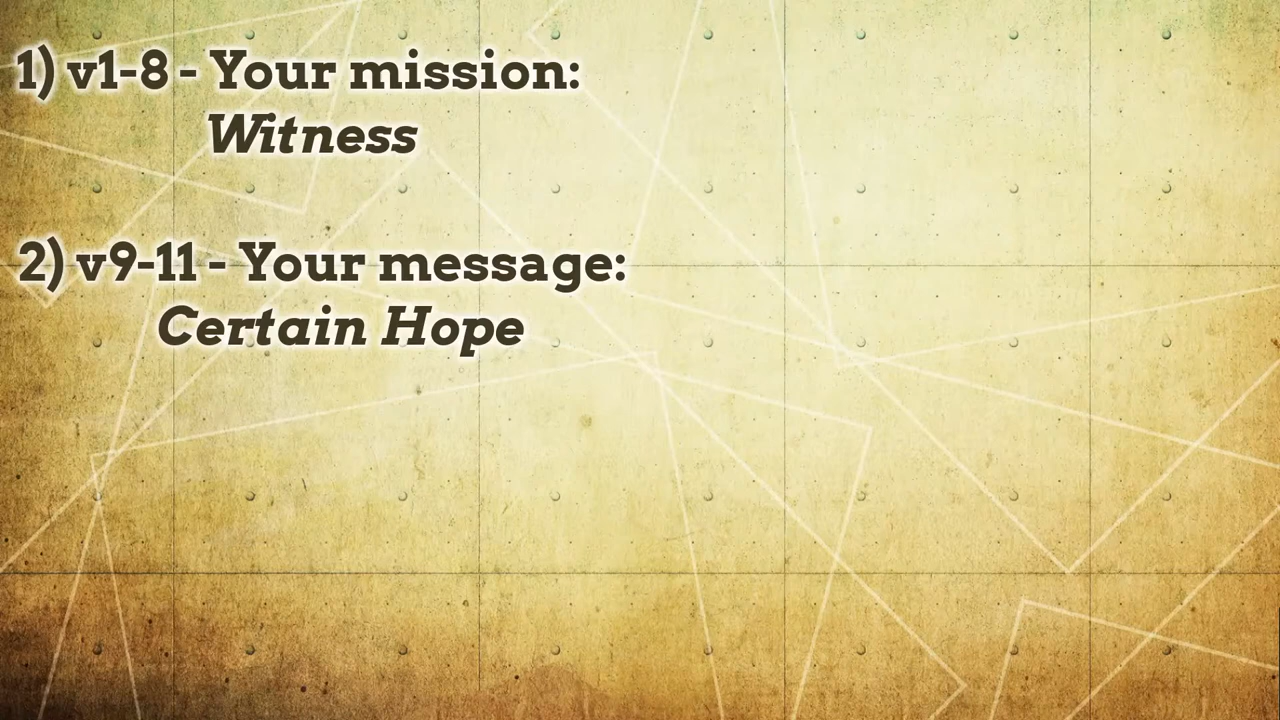 1) v1-8 - Your mission:
Witness
2) v9-11 - Your message:
Certain Hope